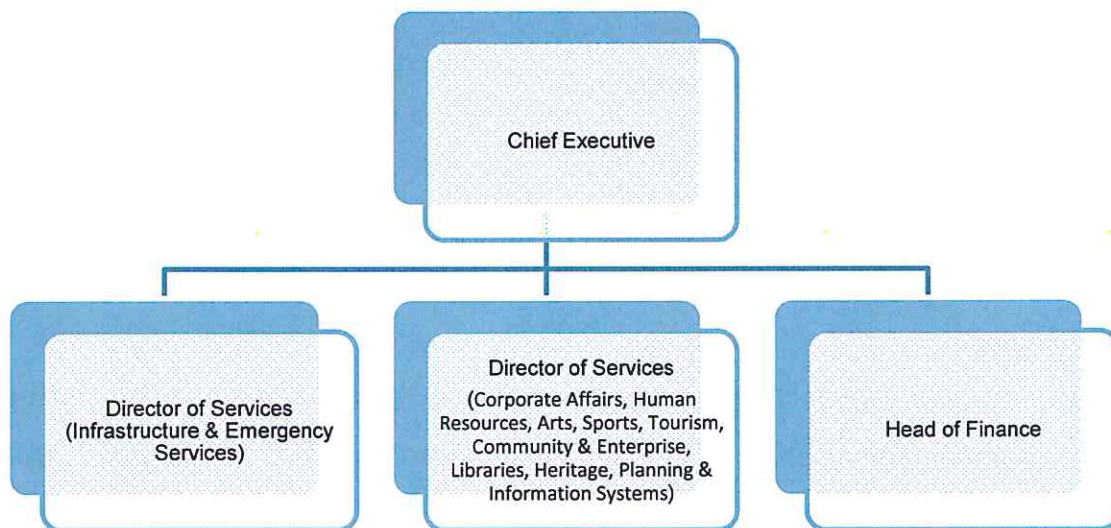 Chief Executive
Director of Services
(Infrastructure & Emergency
Services)
Director of Services
(Corporate Affairs, Human
Resources, Arts, Sports, Tourism,
Community & Enterprise,
Libraries, Heritage, Planning &
Information Systems)
Head of Finance